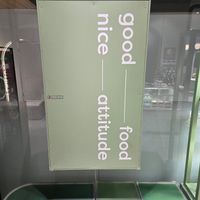 good — food
nice — attitude